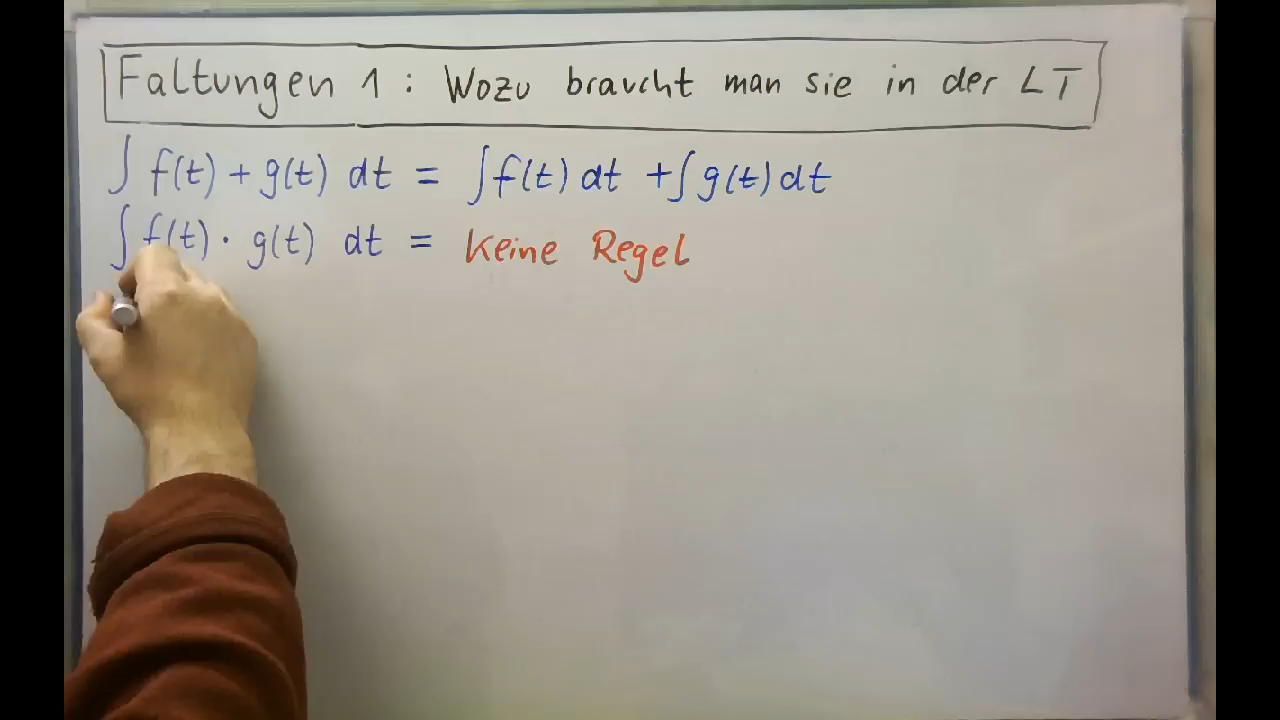 Faltungen 1 : Wozu braucht man sie in der LT
∫ f(t) + g(t) dt = ∫ f(t) dt + ∫ g(t) dt
∫ f(t) · g(t) dt = Keine Regel